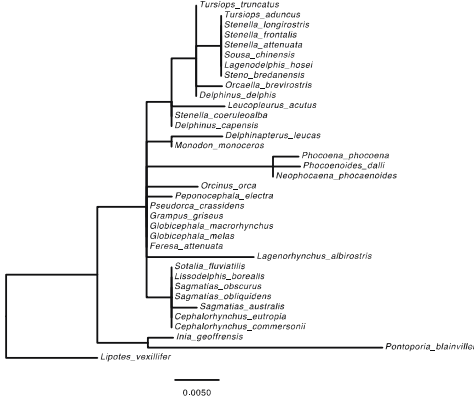 Tursiops_truncatus
Tursiops_aduncus
Stenella_longirostris
Stenella_frontalis
Stenella_attenuata
Sousa_chinensis
Lagenodelphis_hosei
Steno_bredanensis
Orcaella_brevirostris
Delphinus_delphis
Leucopleurus_acutus
Stenella_coeruleoalba
Delphinus_capensis
Delphinapterus_leucas
Monodon_monoceros
Phocoena_phocoena
Phocoenoides_dalli
Neophocaena_phocaenoides
Orcinus_orca
Peponocephala_electra
Pseudorca_crassidens
Grampus_griseus
Globicephala_macrorhynchus
Globicephala_melas
Feresa_attenuata
Lagenorhynchus_albirostris
Sotalia_fluviatilis
Lissodelphis_borealis
Sagmatias_obscurus
Sagmatias_obliquidens
Sagmatias_australis
Cephalorhynchus_eutropia
Cephalorhynchus_commersonii
Inia_geoffrensis
Pontoporia_blainvillei
Lipotes_vexillifer
0.0050